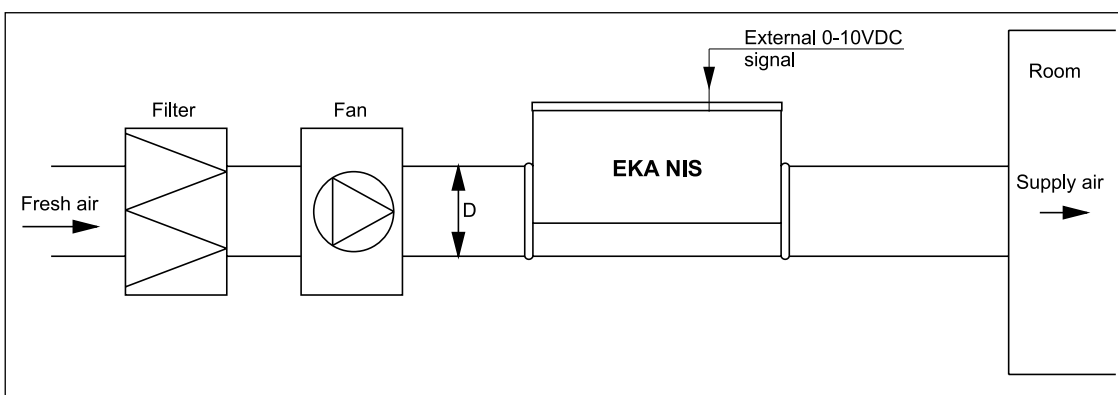 External 0-10VDC
signal
Room
Filter
Fan
EKA NIS
Fresh air
D
Supply air